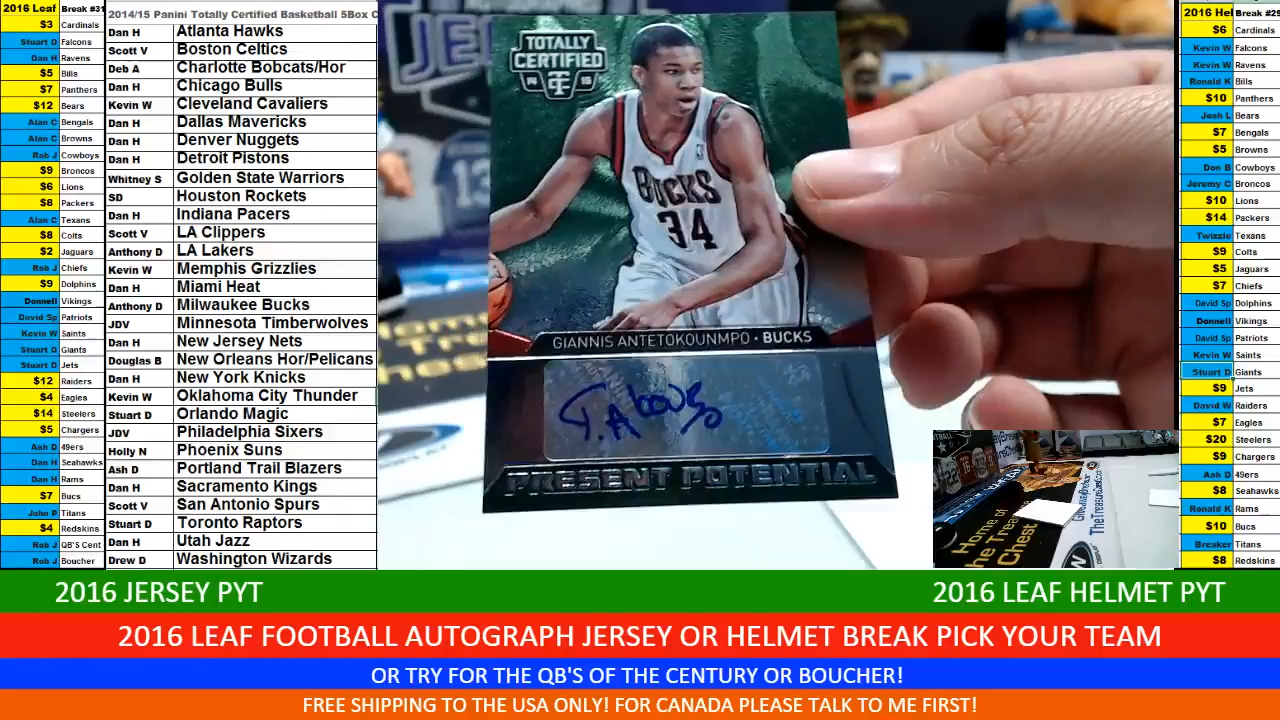 2016 Leaf Break #31
$3 Cardinals
Stuart D Falcons
Dan H Ravens
$5 Bills
$7 Panthers
$12 Bears
Alan C Bengals
Alan C Browns
Rob J Cowboys
$9 Broncos
$6 Lions
$8 Packers
Alan C Texans
$8 Colts
$2 Jaguars
Rob J Chiefs
$9 Dolphins
Donnell Vikings
David Sp Patriots
Kevin W Saints
Stuart D Giants
Stuart D Jets
$12 Raiders
$4 Eagles
$14 Steelers
$5 Chargers
Ash D 49ers
Dan H Seahawks
Dan H Rams
$7 Bucs
John P Titans
$4 Redskins
Rob J QB'S Cent
Rob J Boucher
2014/15 Panini Totally Certified Basketball 5Box C
Dan H Atlanta Hawks
Scott V Boston Celtics
Deb A Charlotte Bobcats/Hor
Dan H Chicago Bulls
Kevin W Cleveland Cavaliers
Dan H Dallas Mavericks
Dan H Denver Nuggets
Dan H Detroit Pistons
Whitney S Golden State Warriors
SD Houston Rockets
Dan H Indiana Pacers
Scott V LA Clippers
Anthony D LA Lakers
Kevin W Memphis Grizzlies
Dan H Miami Heat
Anthony D Milwaukee Bucks
JDV Minnesota Timberwolves
Dan H New Jersey Nets
Douglas B New Orleans Hor/Pelicans
Dan H New York Knicks
Kevin W Oklahoma City Thunder
Stuart D Orlando Magic
JDV Philadelphia Sixers
Holly N Phoenix Suns
Ash D Portland Trail Blazers
Dan H Sacramento Kings
Scott V San Antonio Spurs
Stuart D Toronto Raptors
Dan H Utah Jazz
Drew D Washington Wizards
TOTALLY
CERTIFIED
14 TC 15
BUCKS
34
GIANNIS ANTETOKOUNMPO • BUCKS
PRESENT POTENTIAL
Home of
the Treasure
Chest
2016 Hel Break #29
$6 Cardinals
Kevin W Falcons
Kevin W Ravens
Ronald K Bills
$10 Panthers
Josh L Bears
$7 Bengals
$5 Browns
Don B Cowboys
Jeremy C Broncos
$10 Lions
$14 Packers
Twizzle Texans
$9 Colts
$5 Jaguars
$7 Chiefs
David Sp Dolphins
Donnell Vikings
David Sp Patriots
Kevin W Saints
Stuart D Giants
$9 Jets
David W Raiders
$7 Eagles
$20 Steelers
$9 Chargers
Ash D 49ers
$8 Seahawks
Ronald K Rams
$10 Bucs
Breaker Titans
$8 Redskins
2016 JERSEY PYT
2016 LEAF HELMET PYT
2016 LEAF FOOTBALL AUTOGRAPH JERSEY OR HELMET BREAK PICK YOUR TEAM
OR TRY FOR THE QB'S OF THE CENTURY OR BOUCHER!
FREE SHIPPING TO THE USA ONLY! FOR CANADA PLEASE TALK TO ME FIRST!